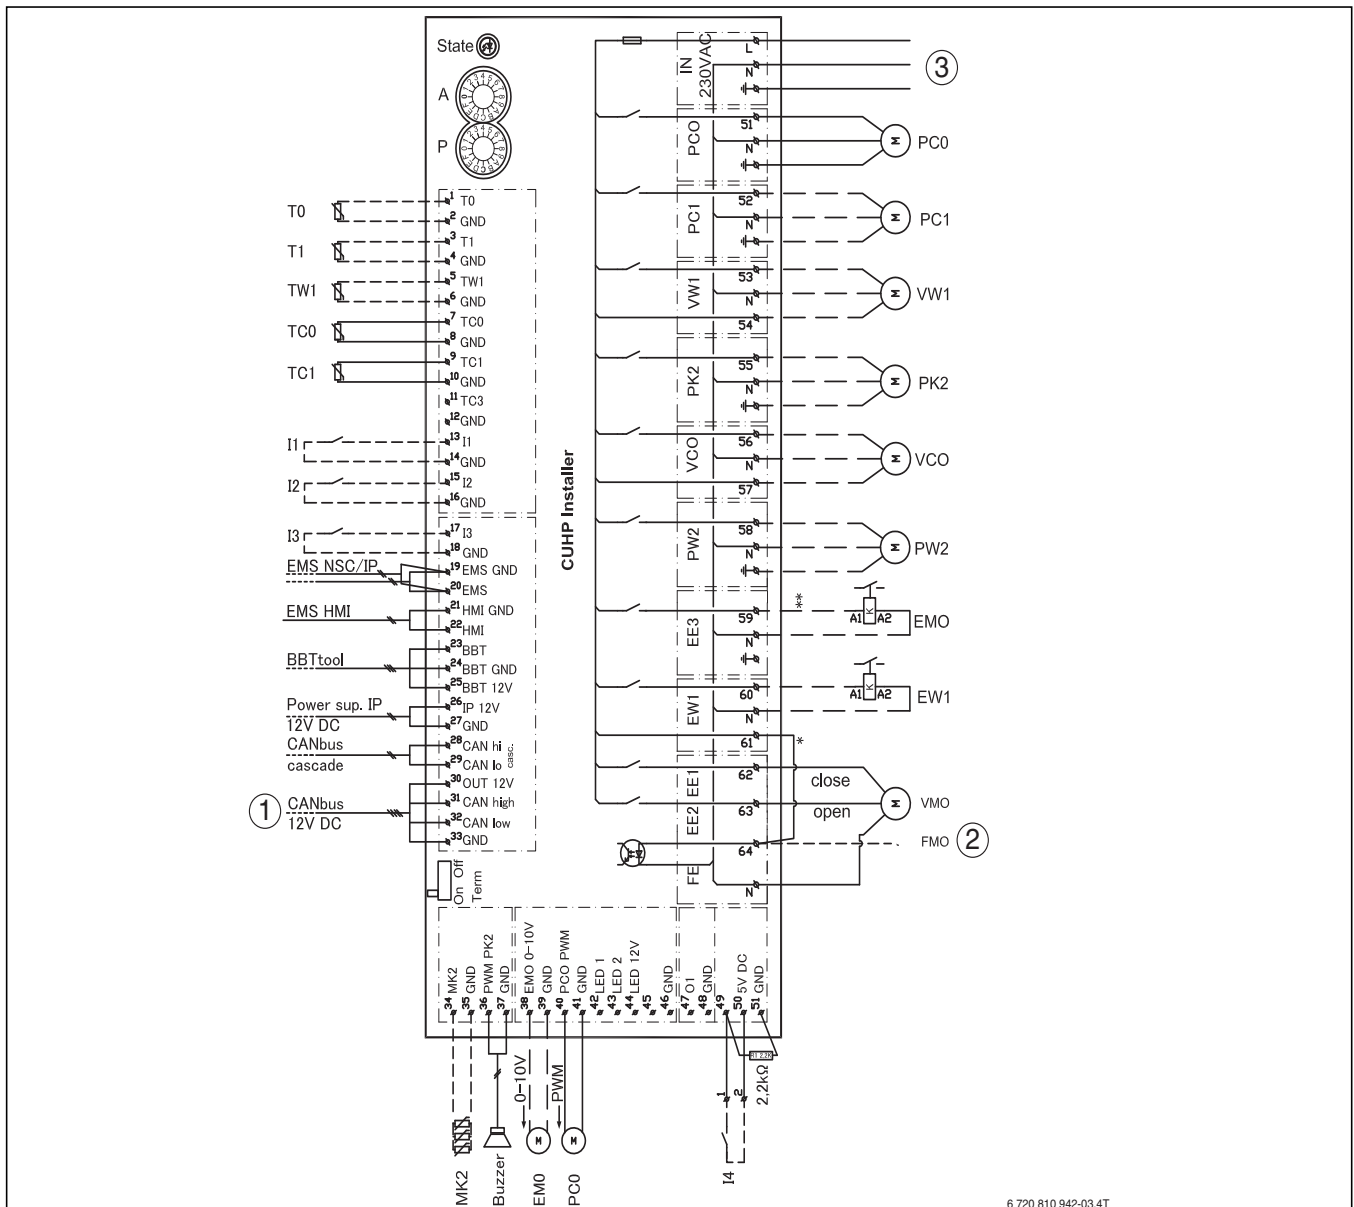 State
A
P
T0
T1
TW1
TC0
TC1
I1
I2
I3
EMS NSC/IP
EMS HMI
BBTtool
Power sup. IP
12V DC
CANbus
cascade
1
CANbus
12V DC
1 T0
2 GND
3 T1
4 GND
5 TW1
6 GND
7 TC0
8 GND
9 TC1
10 GND
11 TC3
12 GND
13 I1
14 GND
15 I2
16 GND
17 I3
18 GND
19 EMS GND
20 EMS
21 HMI GND
22 HMI
23 BBT
24 BBT GND
25 BBT 12V
26 IP 12V
27 GND
28 CAN hi
29 CAN lo
casc.
30 OUT 12V
31 CAN high
32 CAN low
33 GND
On Off
Term
CUHP Installer
IN
230VAC
L
N
3
PCO
51
N
M
PC0
PC1
52
N
M
PC1
VW1
53
N
54
M
VW1
PK2
55
N
M
PK2
VCO
56
N
57
M
VCO
PW2
58
N
M
PW2
EE3
59
N
**
A1 K A2
EMO
EW1
60
N
61
*
A1 K A2
EW1
EE1
62
close
EE2
63
open
M
VMO
64
FMO
2
FE
N
34 MK2
35 GND
36 PWM PK2
37 GND
38 EMO 0-10V
39 GND
40 PCO PWM
41 GND
42 LED 1
43 LED 2
44 LED 12V
45
46 GND
47 O1
48 GND
49
50 5V DC
51 GND
R1 2.2K
2.2kΩ
0-10V
PWM
1
2
M
M
MK2
Buzzer
EM0
PC0
I4
6 720 810 942-03.4T